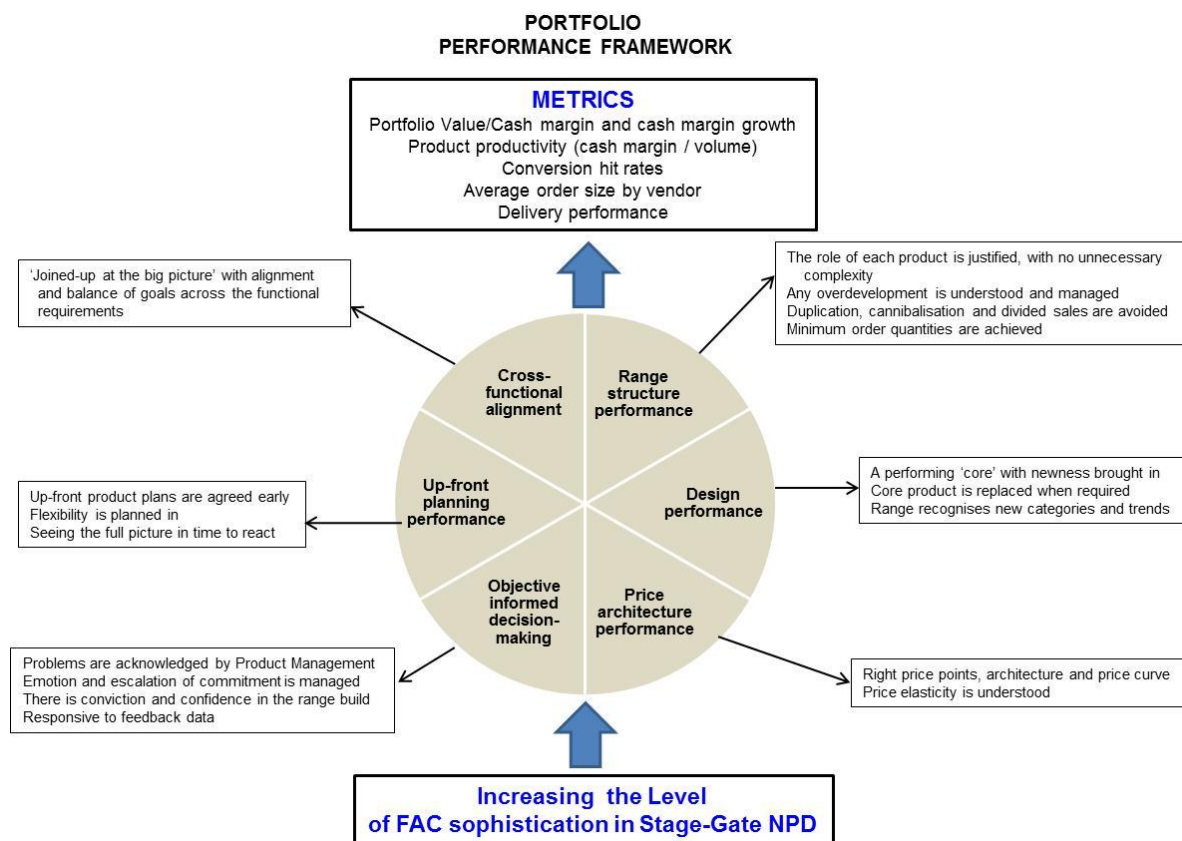 PORTFOLIO
PERFORMANCE FRAMEWORK
METRICS
Portfolio Value/Cash margin and cash margin growth
Product productivity (cash margin / volume)
Conversion hit rates
Average order size by vendor
Delivery performance
'Joined-up at the big picture' with alignment
and balance of goals across the functional
requirements
The role of each product is justified, with no unnecessary
complexity
Any overdevelopment is understood and managed
Duplication, cannibalisation and divided sales are avoided
Minimum order quantities are achieved
Cross-
functional
alignment
Range
structure
performance
Up-front product plans are agreed early
Flexibility is planned in
Seeing the full picture in time to react
Up-front
planning
performance
Design
performance
A performing 'core' with newness brought in
Core product is replaced when required
Range recognises new categories and trends
Objective
informed
decision-
making
Price
architecture
performance
Problems are acknowledged by Product Management
Emotion and escalation of commitment is managed
There is conviction and confidence in the range build
Responsive to feedback data
Right price points, architecture and price curve
Price elasticity is understood
Increasing the Level
of FAC sophistication in Stage-Gate NPD